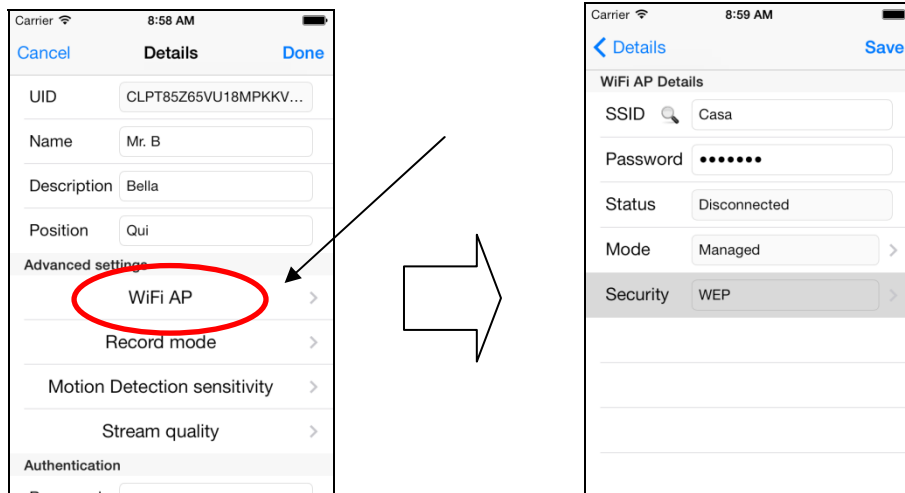 Carrier 8:58 AM
Cancel Details Done
UID CLPT85Z65VU18MPKKV...
Name Mr. B
Description Bella
Position Qui
Advanced settings
WiFi AP
Record mode
Motion Detection sensitivity
Stream quality
Authentication
Carrier 8:59 AM
Details Save
WiFi AP Details
SSID Casa
Password •••••••
Status Disconnected
Mode Managed
Security WEP